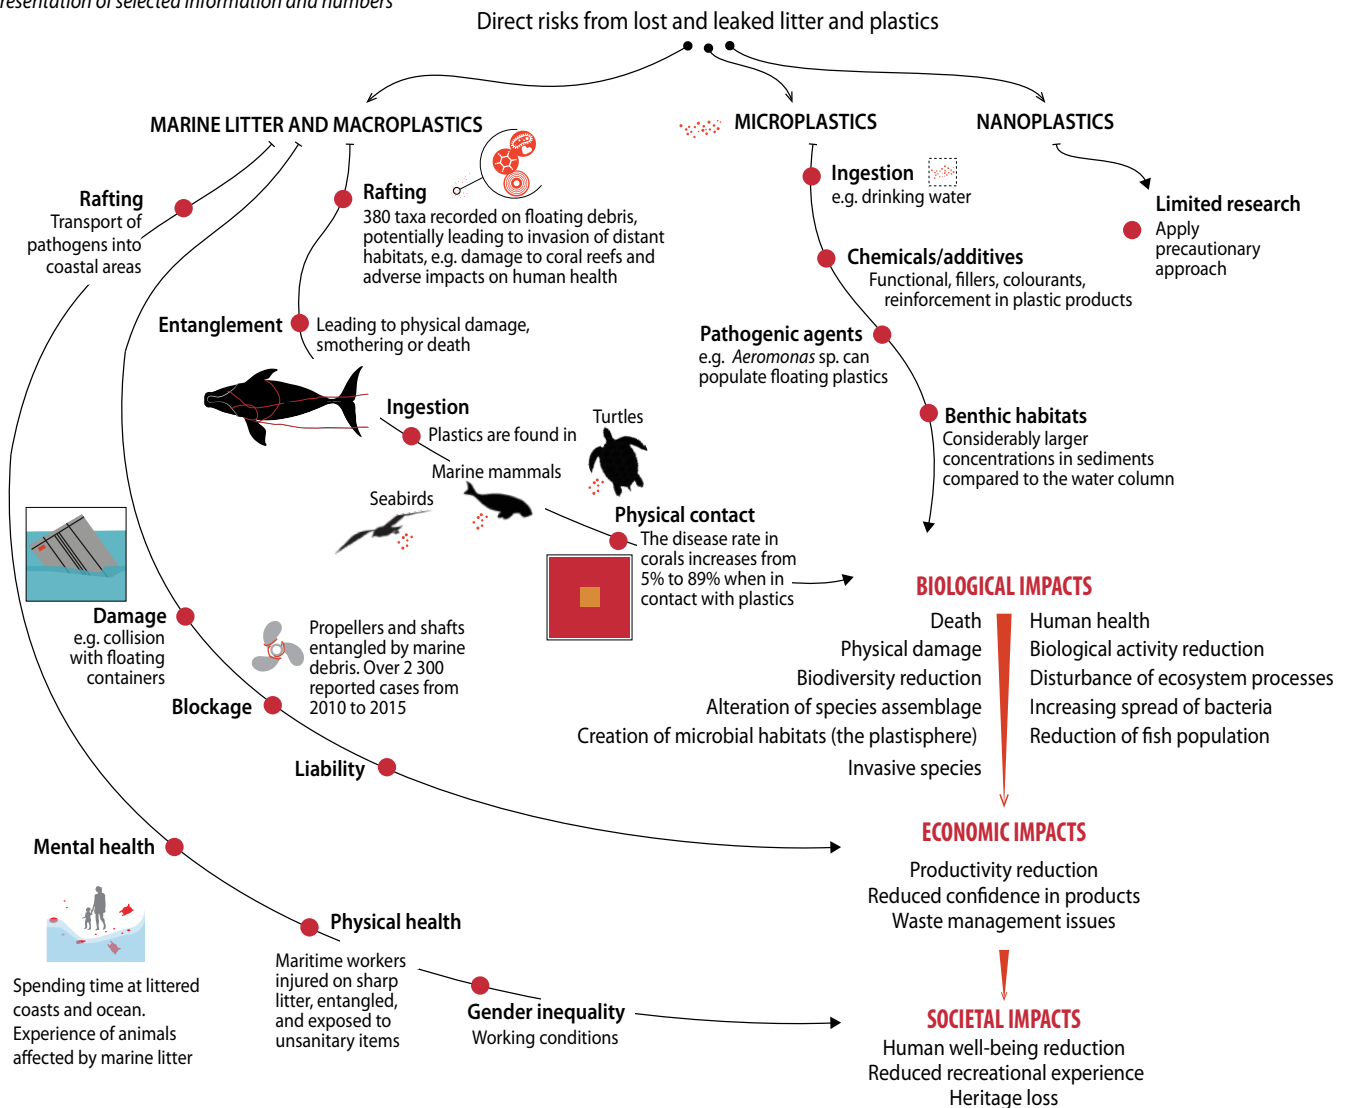 resentation of selected information and numbers
Direct risks from lost and leaked litter and plastics
MARINE LITTER AND MACROPLASTICS
MICROPLASTICS
NANOPLASTICS
Rafting
Transport of
pathogens into
coastal areas
Rafting
380 taxa recorded on floating debris,
potentially leading to invasion of distant
habitats, e.g. damage to coral reefs and
adverse impacts on human health
Entanglement
Leading to physical damage,
smothering or death
Ingestion
Plastics are found in
Turtles
Marine mammals
Seabirds
Physical contact
The disease rate in
corals increases from
5% to 89% when in
contact with plastics
Ingestion
e.g. drinking water
Chemicals/additives
Functional, fillers, colourants,
reinforcement in plastic products
Pathogenic agents
e.g. Aeromonas sp. can
populate floating plastics
Benthic habitats
Considerably larger
concentrations in sediments
compared to the water column
Limited research
Apply
precautionary
approach
Damage
e.g. collision
with floating
containers
Blockage
Propellers and shafts
entangled by marine
debris. Over 2 300
reported cases from
2010 to 2015
Liability
Mental health
Spending time at littered
coasts and ocean.
Experience of animals
affected by marine litter
Physical health
Maritime workers
injured on sharp
litter, entangled,
and exposed to
unsanitary items
Gender inequality
Working conditions
BIOLOGICAL IMPACTS
Death
Physical damage
Biodiversity reduction
Alteration of species assemblage
Creation of microbial habitats (the plastisphere)
Invasive species
Human health
Biological activity reduction
Disturbance of ecosystem processes
Increasing spread of bacteria
Reduction of fish population
ECONOMIC IMPACTS
Productivity reduction
Reduced confidence in products
Waste management issues
SOCIETAL IMPACTS
Human well-being reduction
Reduced recreational experience
Heritage loss